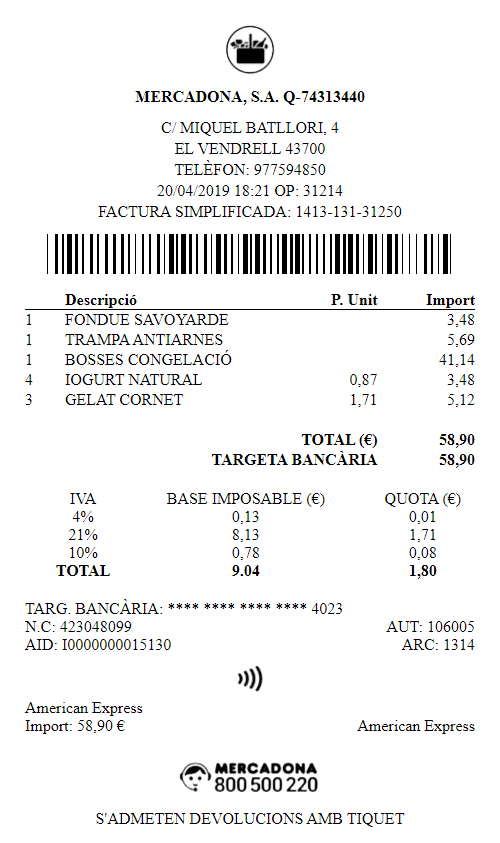 MERCADONA, S.A. Q-74313440
C/ MIQUEL BATLLORI, 4
EL VENDRELL 43700
TELÈFON: 977594850
20/04/2019 18:21 OP: 31214
FACTURA SIMPLIFICADA: 1413-131-31250
Descripció P. Unit Import
1 FONDUE SAVOYARDE 3,48
1 TRAMPA ANTIARNES 5,69
1 BOSSES CONGELACIÓ 41,14
4 IOGURT NATURAL 0,87 3,48
3 GELAT CORNET 1,71 5,12
TOTAL (€) 58,90
TARGETA BANCÀRIA 58,90
IVA BASE IMPOSABLE (€) QUOTA (€)
4% 0,13 0,01
21% 8,13 1,71
10% 0,78 0,08
TOTAL 9.04 1,80
TARG. BANCÀRIA: **** **** **** **** 4023
N.C: 423048099 AUT: 106005
AID: I0000000015130 ARC: 1314
American Express
Import: 58,90 € American Express
MERCADONA
800 500 220
S'ADMETEN DEVOLUCIONS AMB TIQUET